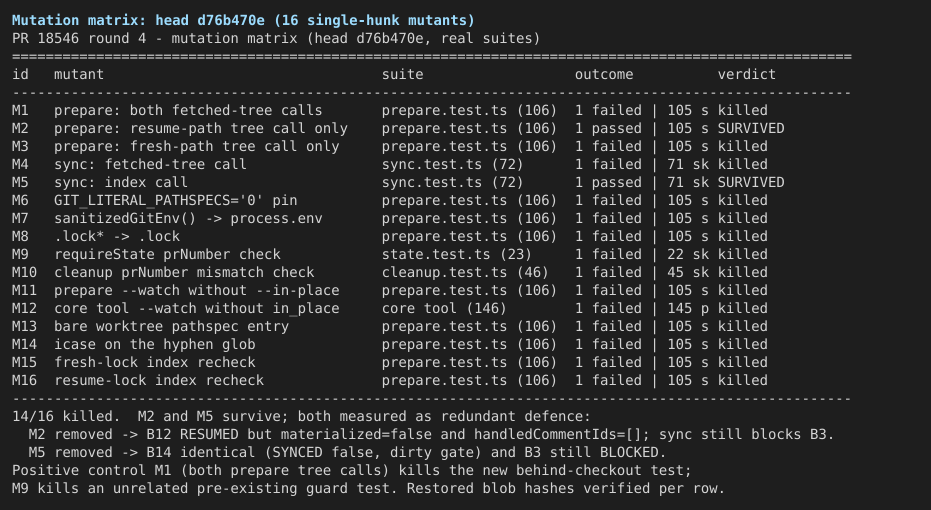 Mutation matrix: head d76b470e (16 single-hunk mutants)
PR 18546 round 4 - mutation matrix (head d76b470e, real suites)
====================================================================================================
id   mutant                                  suite                  outcome          verdict
----------------------------------------------------------------------------------------------------
M1   prepare: both fetched-tree calls        prepare.test.ts (106)  1 failed | 105 s killed
M2   prepare: resume-path tree call only     prepare.test.ts (106)  1 passed | 105 s SURVIVED
M3   prepare: fresh-path tree call only      prepare.test.ts (106)  1 failed | 105 s killed
M4   sync: fetched-tree call                 sync.test.ts (72)      1 failed | 71 sk killed
M5   sync: index call                        sync.test.ts (72)      1 passed | 71 sk SURVIVED
M6   GIT_LITERAL_PATHSPECS='0' pin           prepare.test.ts (106)  1 failed | 105 s killed
M7   sanitizedGitEnv() -> process.env        prepare.test.ts (106)  1 failed | 105 s killed
M8   .lock* -> .lock                         prepare.test.ts (106)  1 failed | 105 s killed
M9   requireState prNumber check             state.test.ts (23)     1 failed | 22 sk killed
M10  cleanup prNumber mismatch check         cleanup.test.ts (46)   1 failed | 45 sk killed
M11  prepare --watch without --in-place      prepare.test.ts (106)  1 failed | 105 s killed
M12  core tool --watch without in_place      core tool (146)        1 failed | 145 p killed
M13  bare worktree pathspec entry            prepare.test.ts (106)  1 failed | 105 s killed
M14  icase on the hyphen glob                prepare.test.ts (106)  1 failed | 105 s killed
M15  fresh-lock index recheck                prepare.test.ts (106)  1 failed | 105 s killed
M16  resume-lock index recheck               prepare.test.ts (106)  1 failed | 105 s killed
----------------------------------------------------------------------------------------------------
14/16 killed.  M2 and M5 survive; both measured as redundant defence:
  M2 removed -> B12 RESUMED but materialized=false and handledCommentIds=[]; sync still blocks B3.
  M5 removed -> B14 identical (SYNCED false, dirty gate) and B3 still BLOCKED.
Positive control M1 (both prepare tree calls) kills the new behind-checkout test;
M9 kills an unrelated pre-existing guard test. Restored blob hashes verified per row.